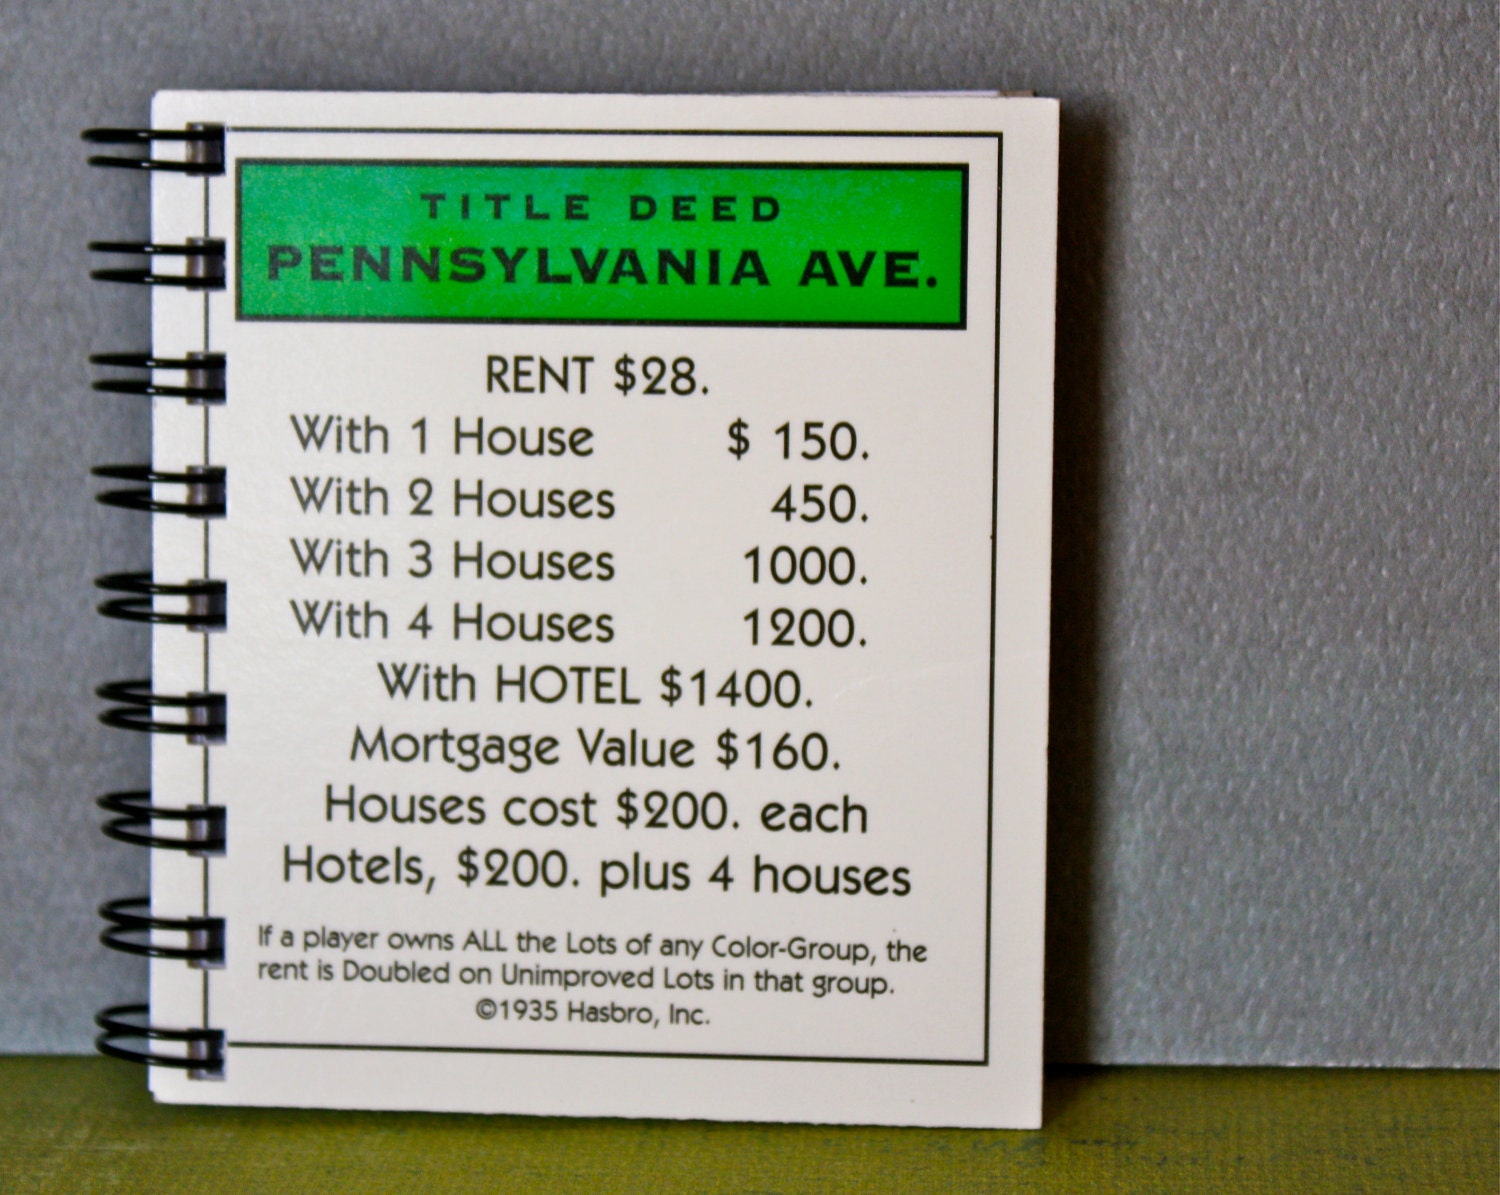 TITLE DEED
PENNSYLVANIA AVE.
RENT $28.
With 1 House $ 150.
With 2 Houses 450.
With 3 Houses 1000.
With 4 Houses 1200.
With HOTEL $1400.
Mortgage Value $160.
Houses cost $200. each
Hotels, $200. plus 4 houses
If a player owns ALL the Lots of any Color-Group, the
rent is Doubled on Unimproved Lots in that group.
©1935 Hasbro, Inc.